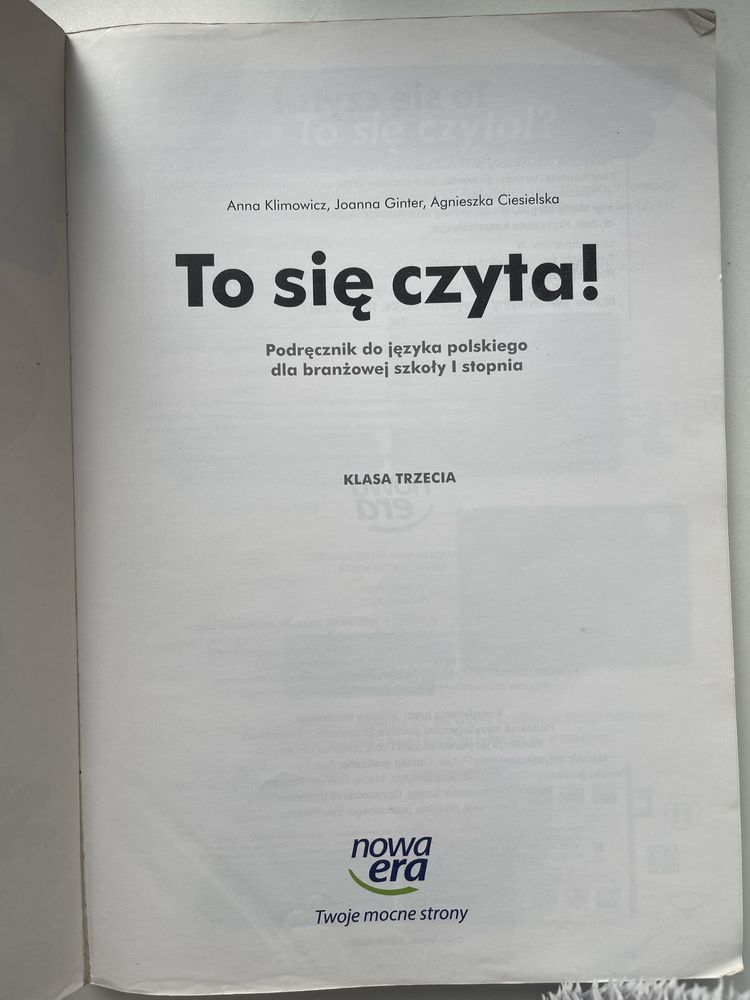 Anna Klimowicz, Joanna Ginter, Agnieszka Ciesielska
To się czyta!
Podręcznik do języka polskiego
dla branżowej szkoły I stopnia
KLASA TRZECIA
nowa
era
Twoje mocne strony